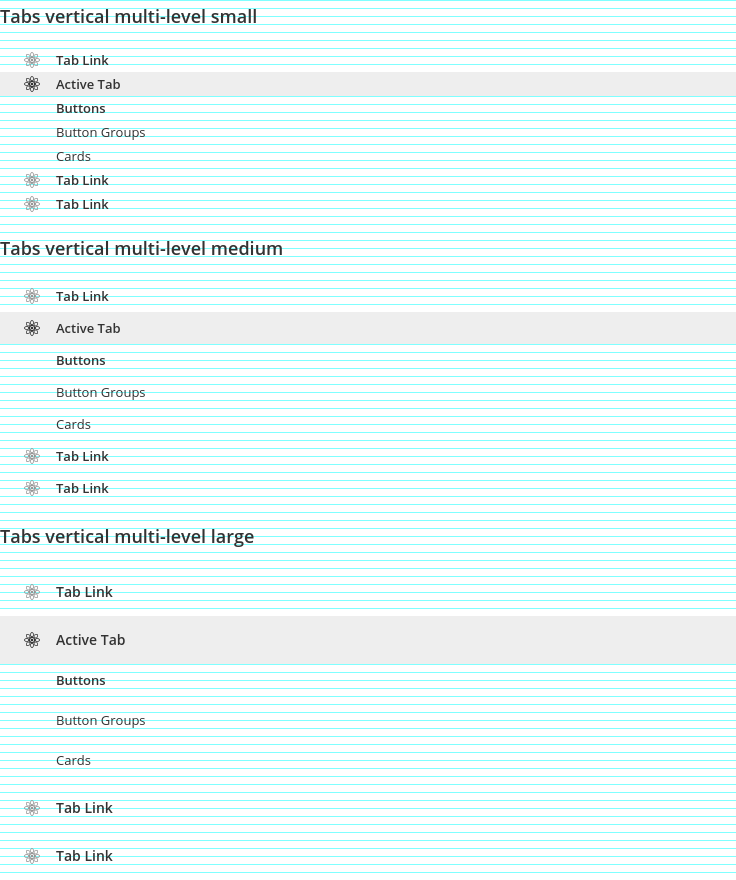 Tabs vertical multi-level small
Tab Link
Active Tab
Buttons
Button Groups
Cards
Tab Link
Tab Link
Tabs vertical multi-level medium
Tab Link
Active Tab
Buttons
Button Groups
Cards
Tab Link
Tab Link
Tabs vertical multi-level large
Tab Link
Active Tab
Buttons
Button Groups
Cards
Tab Link
Tab Link